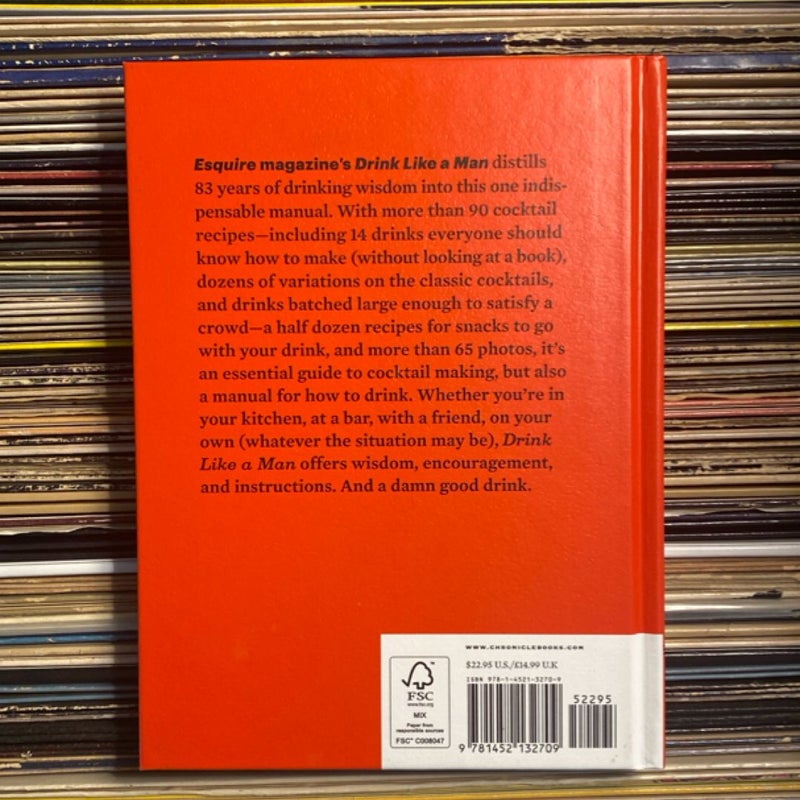 Esquire magazine's Drink Like a Man distills
83 years of drinking wisdom into this one indis-
pensable manual. With more than 90 cocktail
recipes—including 14 drinks everyone should
know how to make (without looking at a book),
dozens of variations on the classic cocktails,
and drinks batched large enough to satisfy a
crowd—a half dozen recipes for snacks to go
with your drink, and more than 65 photos, it's
an essential guide to cocktail making, but also
a manual for how to drink. Whether you're in
your kitchen, at a bar, with a friend, on your
own (whatever the situation may be), Drink
Like a Man offers wisdom, encouragement,
and instructions. And a damn good drink.
WWW.CHRONICLEBOOKS.COM
$22.95 U.S./£14.99 U.K
ISBN 978-1-4521-3270-9
52295
9 781452 132709
FSC
www.fsc.org
MIX
Paper from
responsible sources
FSC® C008047